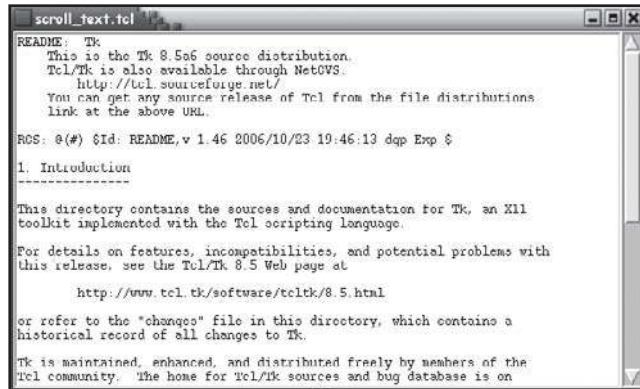 scroll_text.tcl
README:  Tk
    This is the Tk 8.5a6 source distribution.
    Tcl/Tk is also available through NetCVS.
        http://tcl.sourceforge.net/
    You can get any source release of Tcl from the file distributions
    link at the above URL.
RCS: @(#) $Id: README,v 1.46 2006/10/23 19:46:13 dgp Exp $
1. Introduction
---------------
This directory contains the sources and documentation for Tk, an X11
toolkit implemented with the Tcl scripting language.
For details on features, incompatibilities, and potential problems with
this release, see the Tcl/Tk 8.5 Web page at
        http://www.tcl.tk/software/tcltk/8.5.html
or refer to the "changes" file in this directory, which contains a
historical record of all changes to Tk.
Tk is maintained, enhanced, and distributed freely by members of the
Tcl community.  The home for Tcl/Tk sources and bug database is on